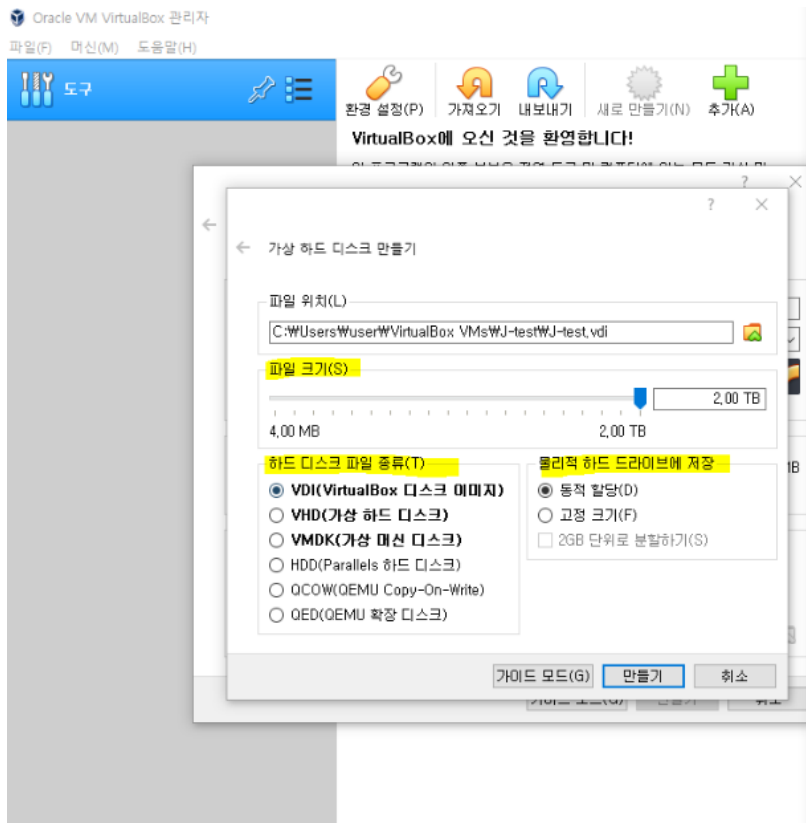 Oracle VM VirtualBox 관리자
파일(F) 머신(M) 도움말(H)
도구
환경 설정(P) 가져오기 내보내기 새로 만들기(N) 추가(A)
VirtualBox에 오신 것을 환영합니다!
? ×
? ×
가상 하드 디스크 만들기
파일 위치(L)
C:₩Users₩user₩VirtualBox VMs₩J-test₩J-test.vdi
파일 크기(S)
2,00 TB
4,00 MB 2,00 TB
하드 디스크 파일 종류(T) 물리적 하드 드라이브에 저장
VDI(VirtualBox 디스크 이미지) 동적 할당(D)
VHD(가상 하드 디스크) 고정 크기(F)
VMDK(가상 머신 디스크) 2GB 단위로 분할하기(S)
HDD(Parallels 하드 디스크)
QCOW(QEMU Copy-On-Write)
QED(QEMU 확장 디스크)
MB
가이드 모드(G) 만들기 취소